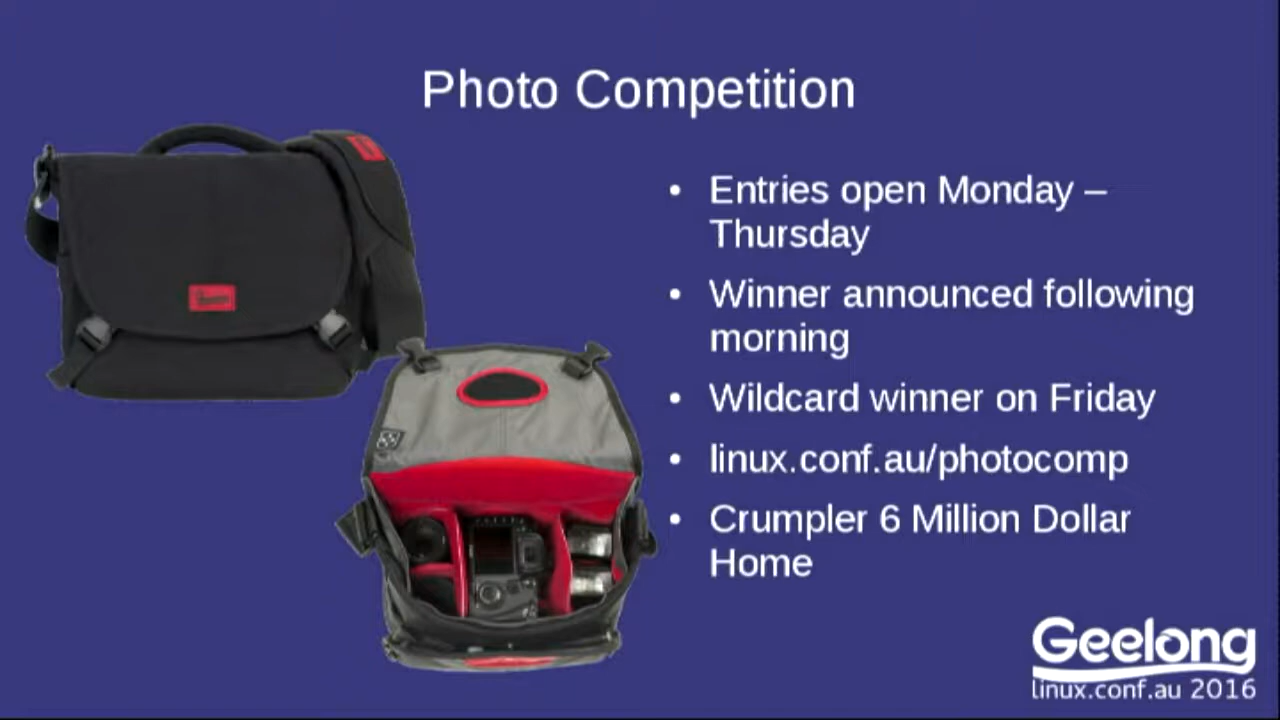 Photo Competition
• Entries open Monday –
Thursday
• Winner announced following
morning
• Wildcard winner on Friday
• linux.conf.au/photocomp
• Crumpler 6 Million Dollar
Home
Geelong
linux.conf.au 2016